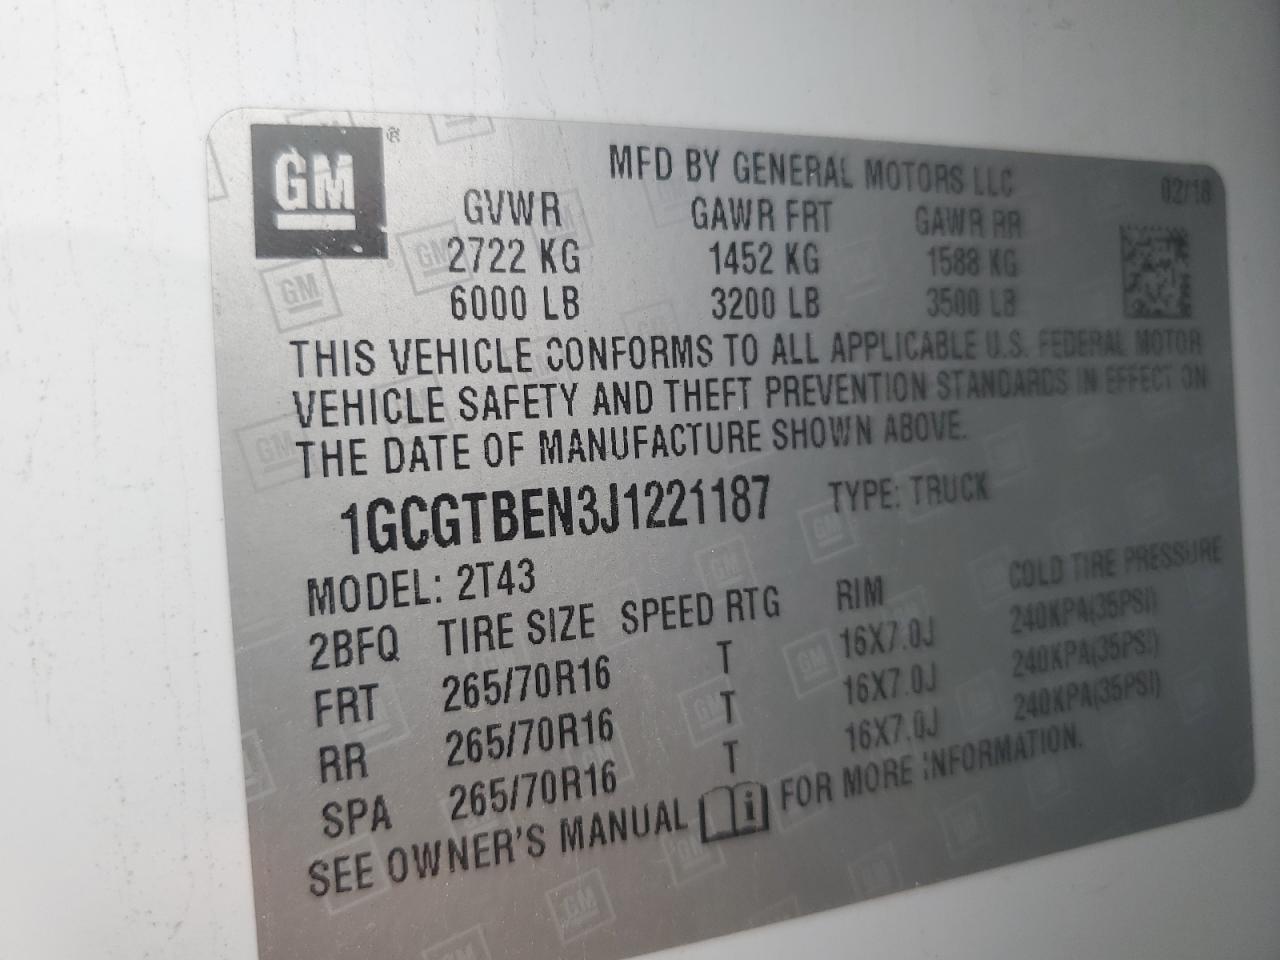 GM ®
MFD BY GENERAL MOTORS LLC
02/18
GVWR GAWR FRT GAWR RR
2722 KG 1452 KG 1588 KG
6000 LB 3200 LB 3500 LB
THIS VEHICLE CONFORMS TO ALL APPLICABLE U.S. FEDERAL MOTOR
VEHICLE SAFETY AND THEFT PREVENTION STANDARDS IN EFFECT ON
THE DATE OF MANUFACTURE SHOWN ABOVE.
1GCGTBEN3J1221187 TYPE: TRUCK
MODEL: 2T43
2BFQ TIRE SIZE SPEED RTG RIM COLD TIRE PRESSURE
FRT 265/70R16 T 16X7.0J 240KPA(35PSI)
RR 265/70R16 T 16X7.0J 240KPA(35PSI)
SPA 265/70R16 T 16X7.0J 240KPA(35PSI)
SEE OWNER'S MANUAL FOR MORE INFORMATION.